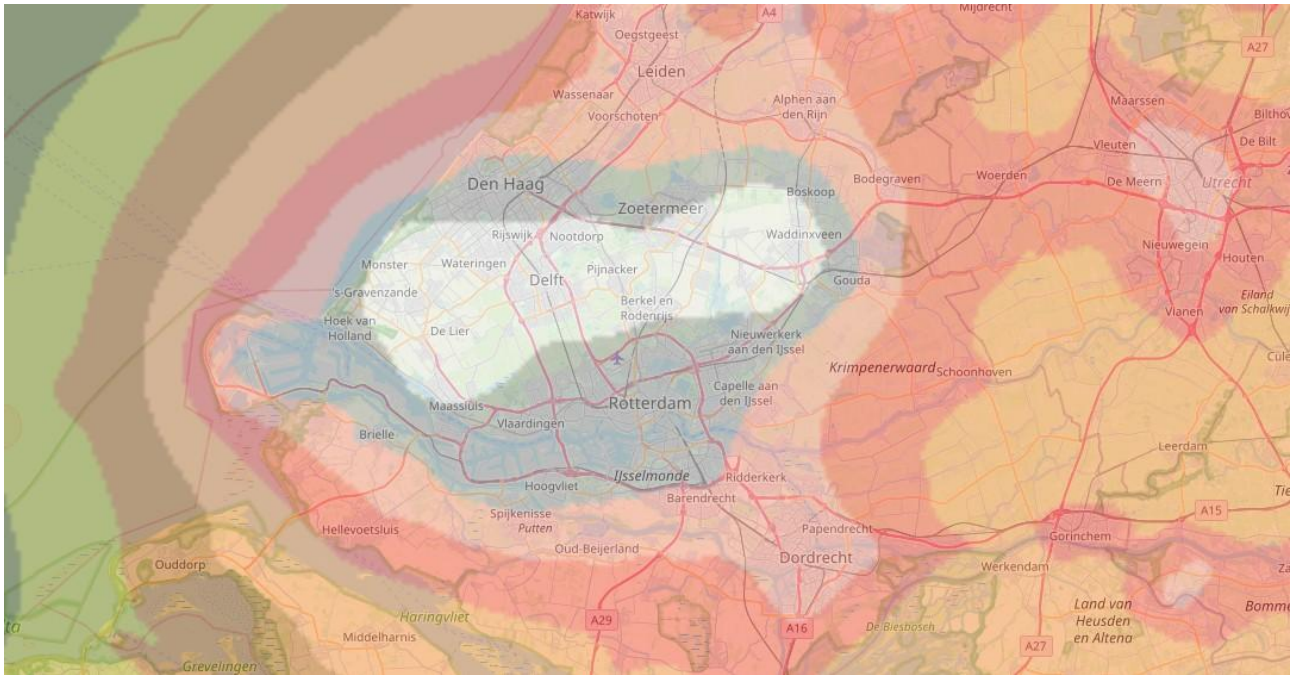 Katwijk
A4
Mijdrecht
Oegstgeest
A27
Leiden
Wassenaar
Alphen aan
den Rijn
Maarssen
Voorschoten
De Bilt
Vleuten
Den Haag
Bodegraven
Woerden
De Meern
Utrecht
Boskoop
Zoetermeer
Rijswijk
Nootdorp
Waddinxveen
Nieuwegein
Houten
Monster
Wateringen
Pijnacker
Delft
Gouda
's-Gravenzande
Berkel en
Rodenrijs
Eiland
van Schalkwij
Vianen
Hoek van
Holland
De Lier
Nieuwerkerk
aan den IJssel
Krimpenerwaard
Schoonhoven
Capelle aan
den IJssel
Maassluis
Rotterdam
Vlaardingen
Brielle
Leerdam
IJsselmonde
Ridderkerk
Hoogvliet
Barendrecht
A15
Spijkenisse
Putten
Hellevoetsluis
Papendrecht
Gorinchem
Oud-Beijerland
Dordrecht
Ouddorp
Werkendam
Land van
Heusden
en Altena
Haringvliet
A29
A16
De Biesbosch
Middelharnis
A27
Grevelingen